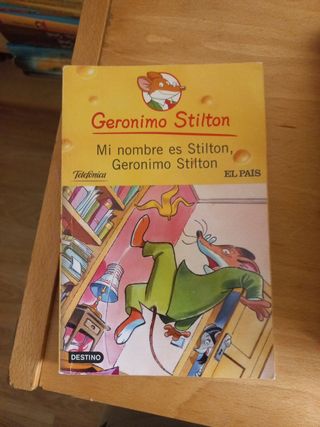 Geronimo Stilton
Mi nombre es Stilton,
Geronimo Stilton
Telefónica
EL PAÍS
DESTINO